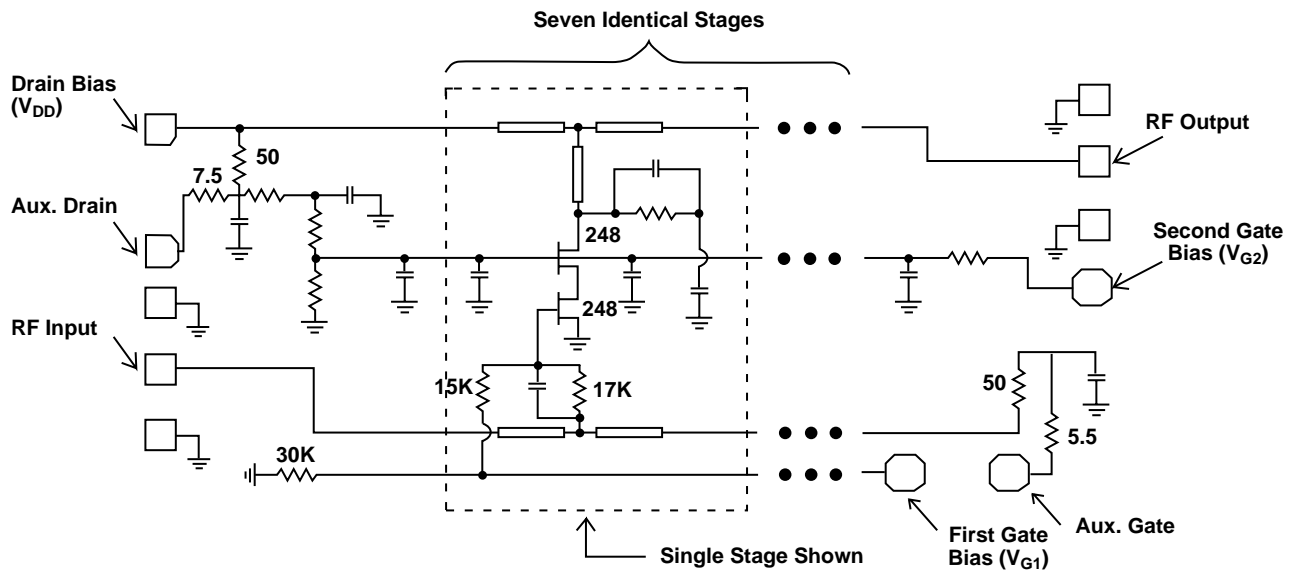 Seven Identical Stages
Drain Bias
(VDD)
RF Output
50
7.5
Aux. Drain
248
Second Gate
Bias (VG2)
248
RF Input
15K
17K
50
5.5
30K
First Gate
Bias (VG1)
Aux. Gate
Single Stage Shown